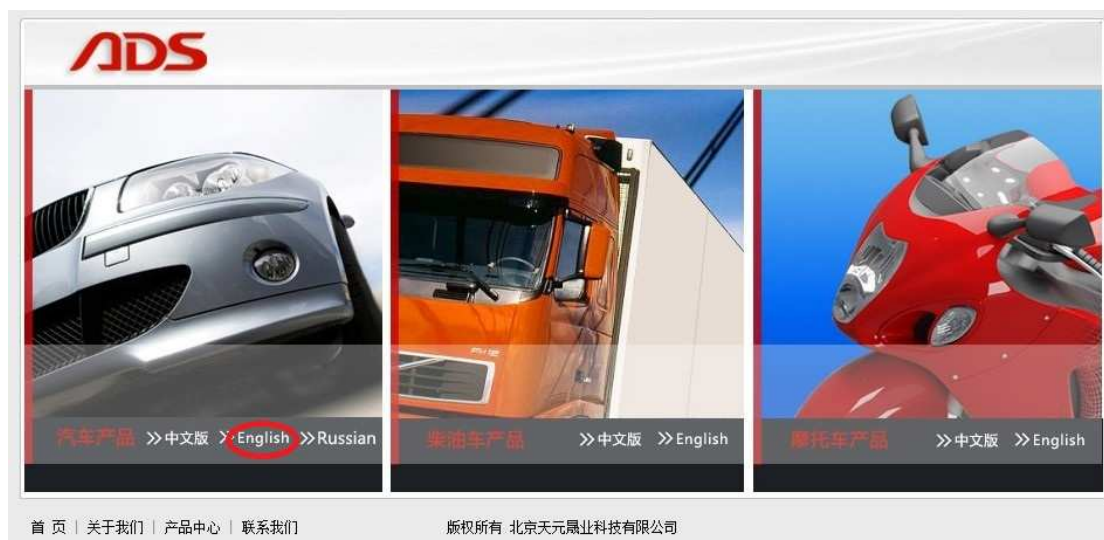 ADS
FH12
汽车产品 >>中文版 >>English >>Russian
柴油车产品 >>中文版 >>English
摩托车产品 >>中文版 >>English
首 页 | 关于我们 | 产品中心 | 联系我们
版权所有 北京天元晟业科技有限公司